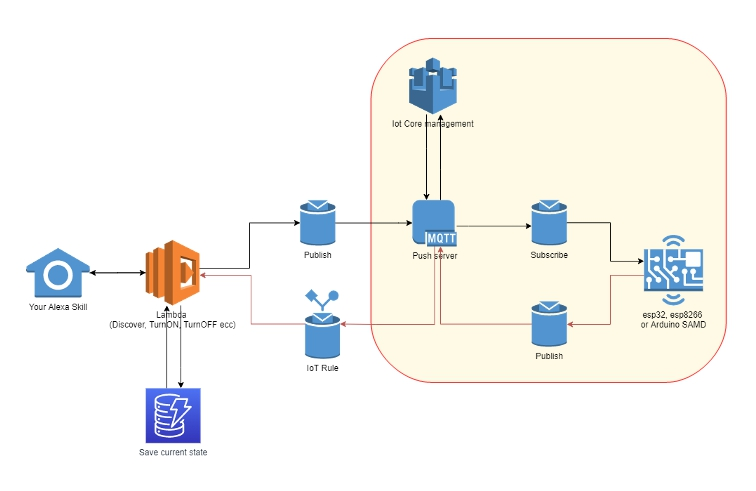 Iot Core management
MQTT
Publish
Push server
Subscribe
Your Alexa Skill
Lambda
(Discover, TurnON, TurnOFF ecc)
esp32, esp8266
or Arduino SAMD
IoT Rule
Publish
Save current state